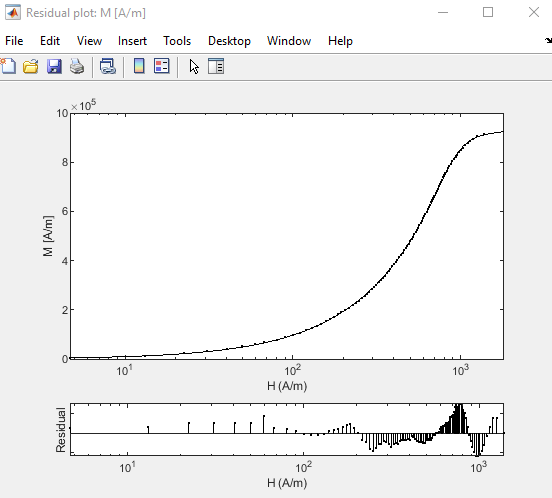 Residual plot: M [A/m]
File Edit View Insert Tools Desktop Window Help
10 ×10⁵
8
6
4
2
0
M [A/m]
10¹ 10² 10³
H (A/m)
Residual
10¹ 10² 10³
H (A/m)